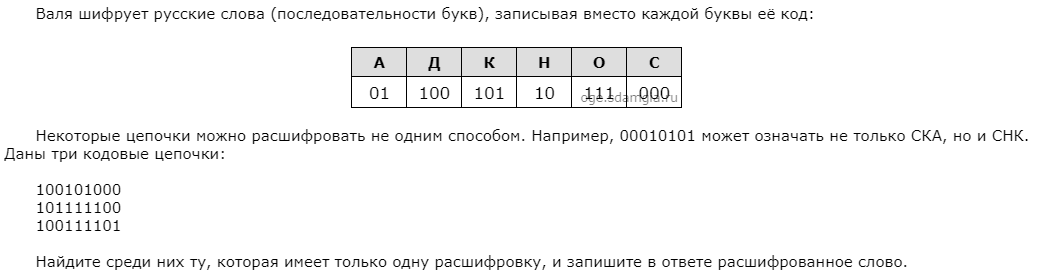 Валя шифрует русские слова (последовательности букв), записывая вместо каждой буквы её код:
А Д К Н О С
01 100 101 10 111 000
oge.sdamgia.ru
Некоторые цепочки можно расшифровать не одним способом. Например, 00010101 может означать не только СКА, но и СНК.
Даны три кодовые цепочки:
100101000
101111100
100111101
Найдите среди них ту, которая имеет только одну расшифровку, и запишите в ответе расшифрованное слово.